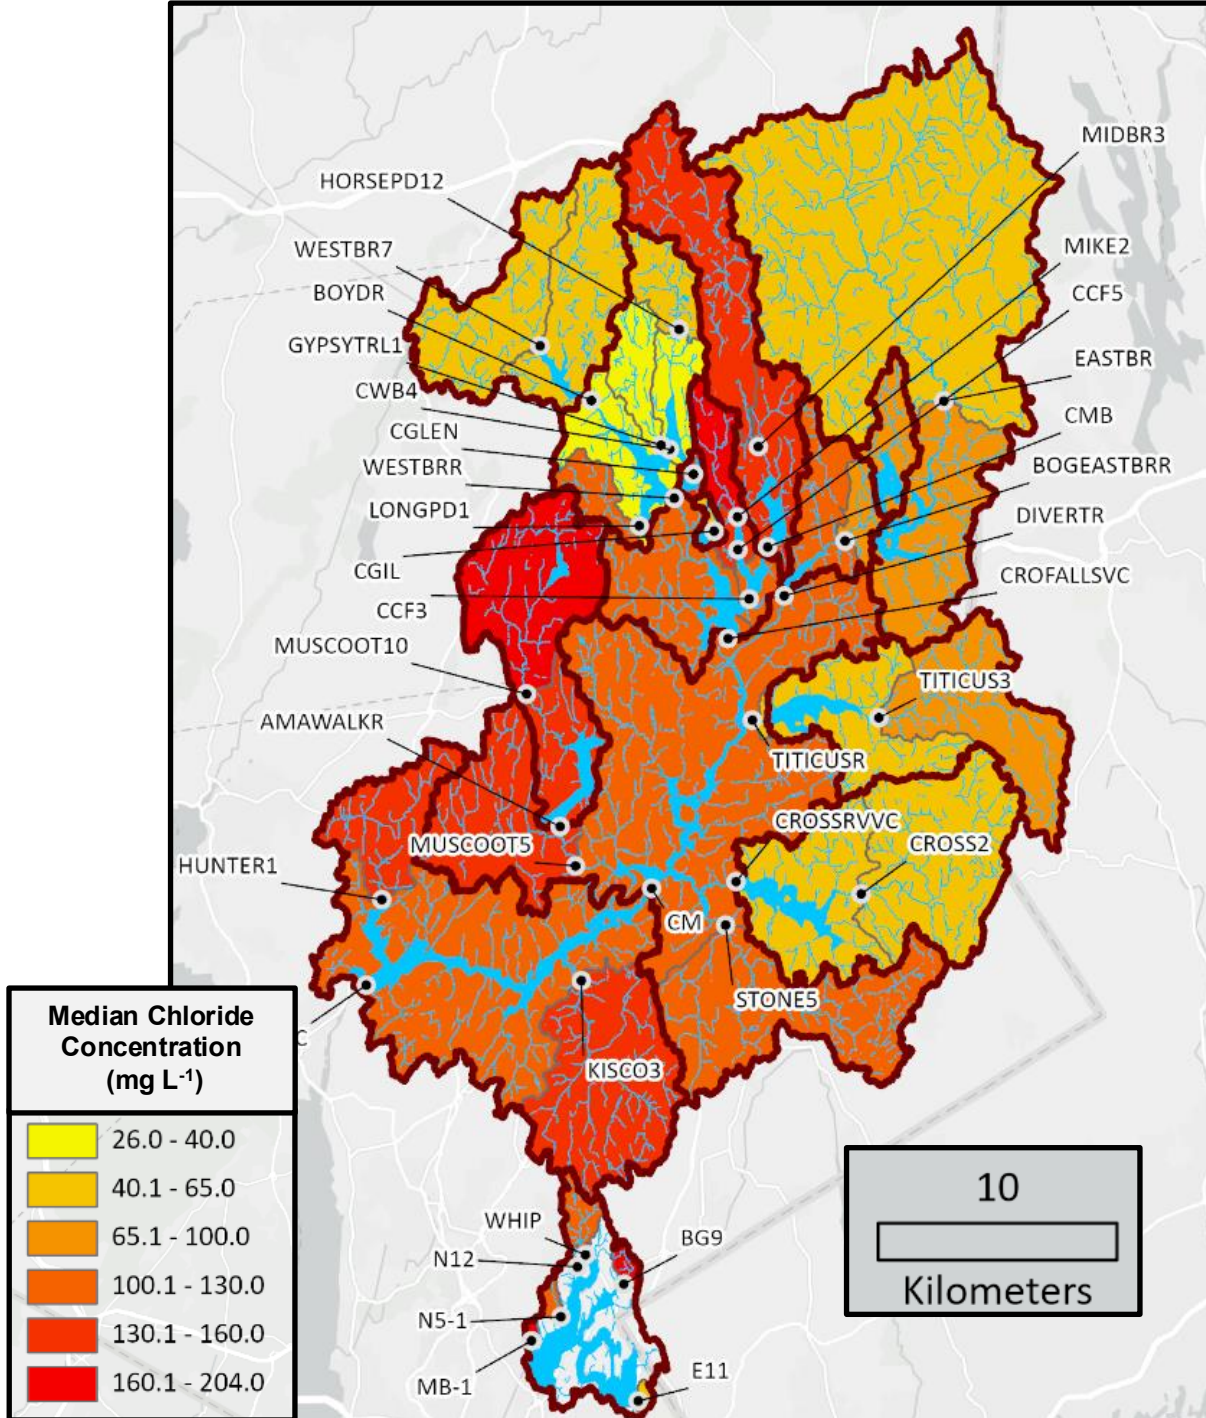 MIDBR3
HORSEPD12
WESTBR7
MIKE2
BOYDR
CCF5
GYPSYTRL1
EASTBR
CWB4
CMB
CGLEN
BOGEASTBRR
WESTBRR
DIVERTR
LONGPD1
CROFALLSVC
CGIL
CCF3
MUSCOOT10
TITICUS3
AMAWALKR
TITICUSR
CROSSRVVC
MUSCOOT5
CROSS2
HUNTER1
CM
STONE5
C
KISCO3
Median Chloride
Concentration
(mg L-1)
26.0 - 40.0
40.1 - 65.0
65.1 - 100.0
100.1 - 130.0
130.1 - 160.0
160.1 - 204.0
10
Kilometers
WHIP
BG9
N12
N5-1
MB-1
E11